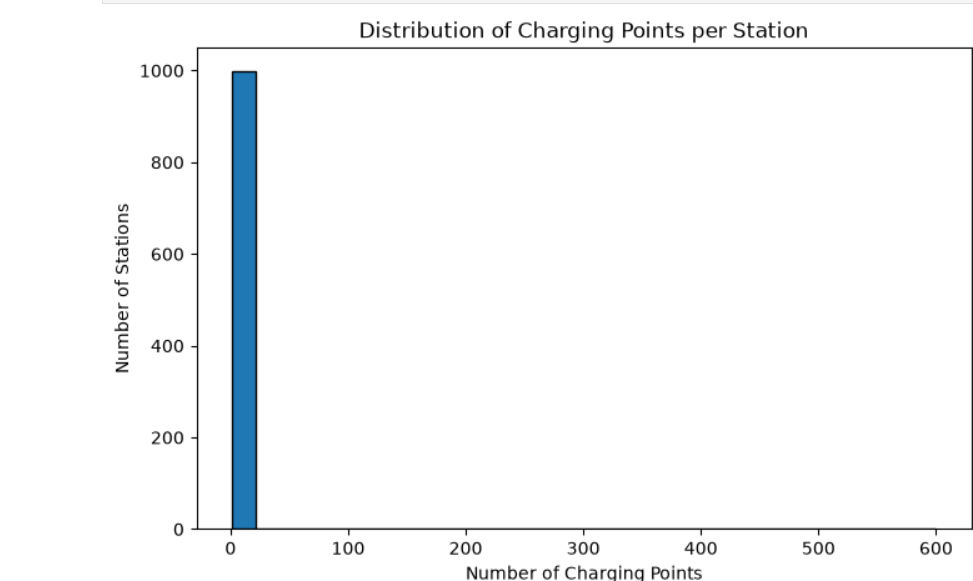 Distribution of Charging Points per Station
1000
800
600
400
200
0
Number of Stations
0 100 200 300 400 500 600
Number of Charging Points